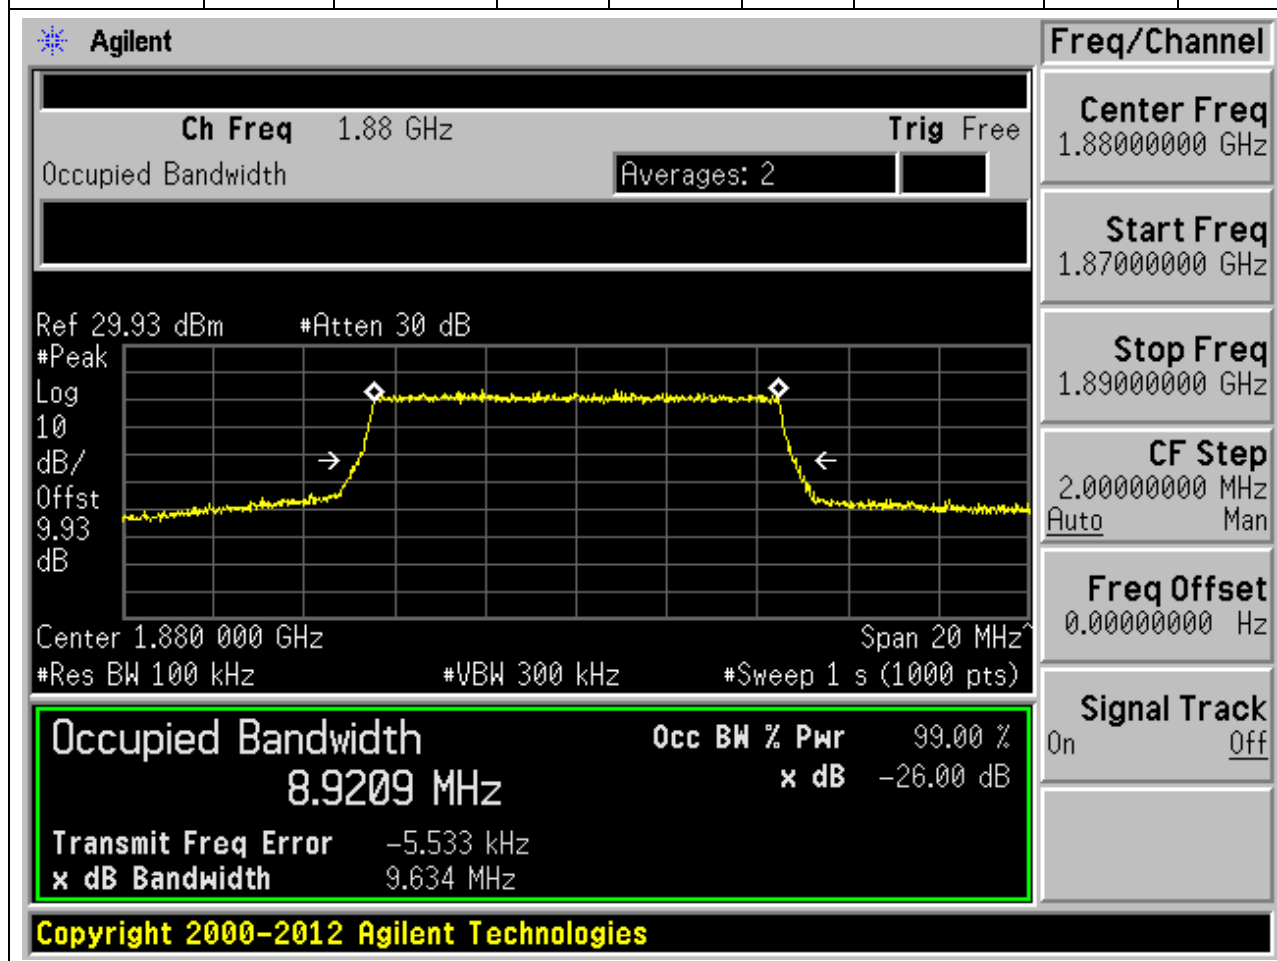 Agilent
Freq/Channel
Ch Freq 1.88 GHz Trig Free
Occupied Bandwidth Averages: 2
Center Freq
1.88000000 GHz
Start Freq
1.87000000 GHz
Stop Freq
1.89000000 GHz
CF Step
2.00000000 MHz
Auto Man
Freq Offset
0.00000000 Hz
Signal Track
On Off
Ref 29.93 dBm #Atten 30 dB
#Peak
Log
10
dB/
Offst
9.93
dB
Center 1.880 000 GHz Span 20 MHz^
#Res BW 100 kHz #VBW 300 kHz #Sweep 1 s (1000 pts)
Occupied Bandwidth
8.9209 MHz
Occ BW % Pwr 99.00 %
x dB -26.00 dB
Transmit Freq Error -5.533 kHz
x dB Bandwidth 9.634 MHz
Copyright 2000-2012 Agilent Technologies